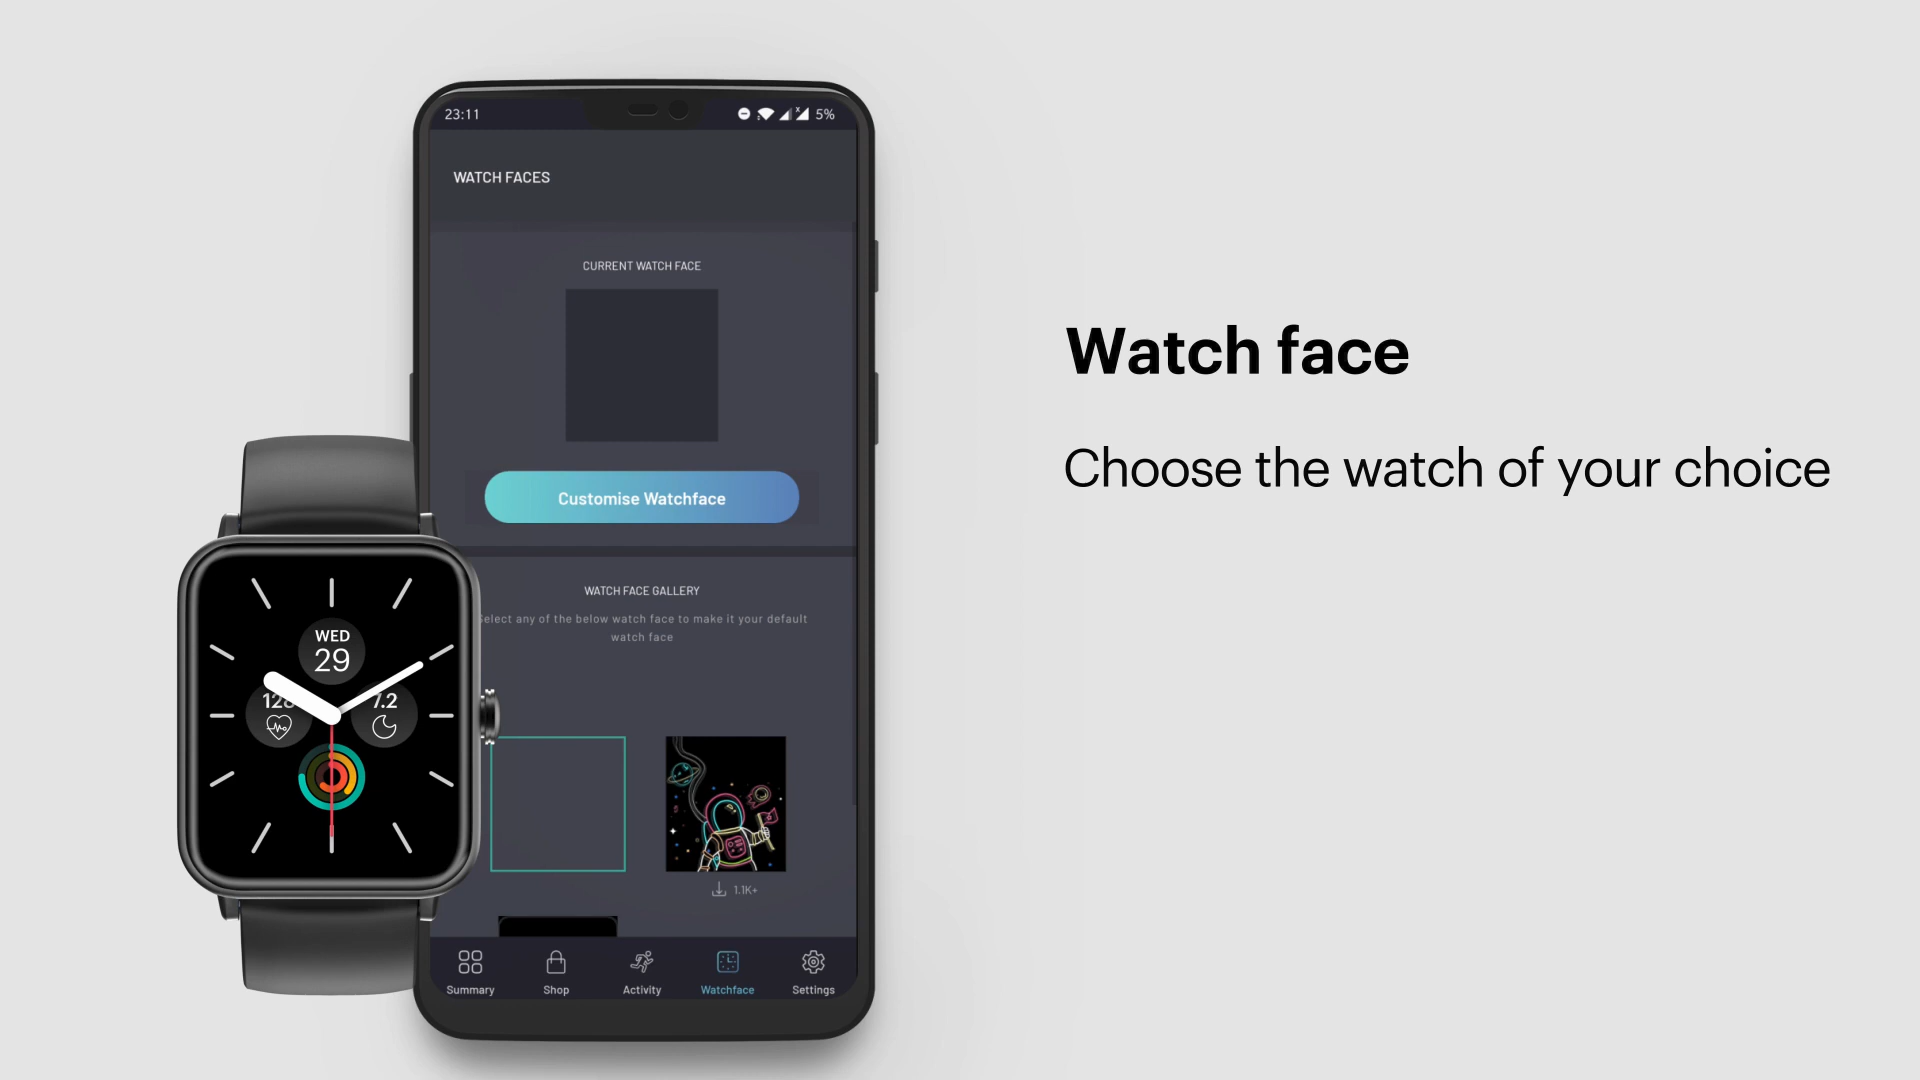 23:11
5%
WATCH FACES
CURRENT WATCH FACE
Customise Watchface
WATCH FACE GALLERY
Select any of the below watch face to make it your default
watch face
1.1K+
Summary
Shop
Activity
Watchface
Settings
WED
29
128
7.2
Watch face
Choose the watch of your choice